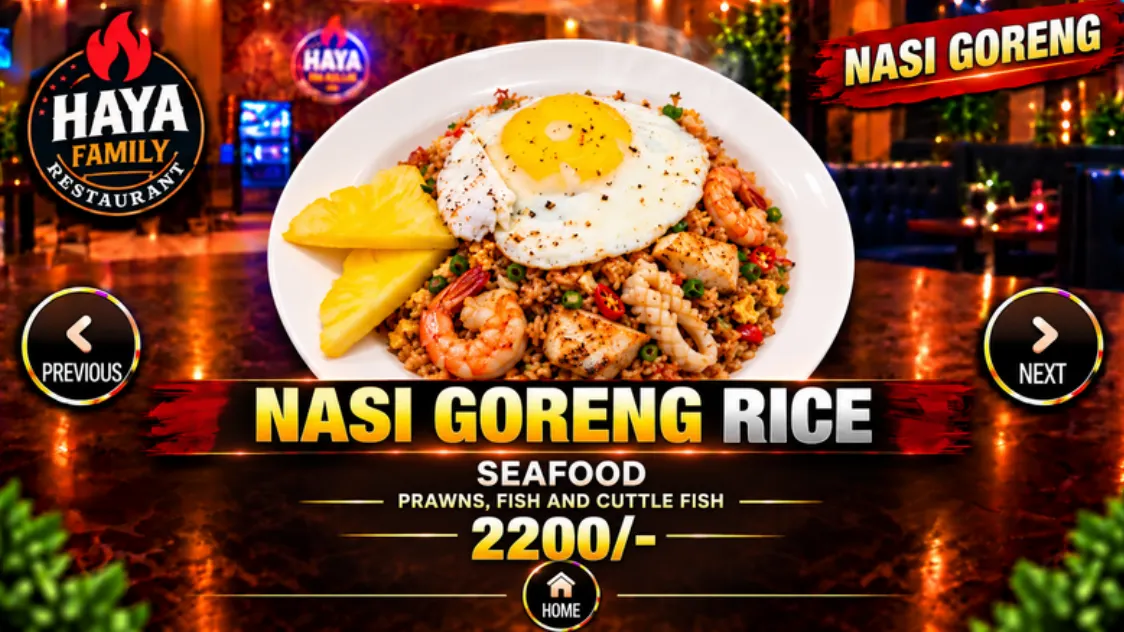 HAYA
FAMILY
RESTAURANT
HAYA
NASI GORENG
PREVIOUS
NEXT
NASI GORENG RICE
SEAFOOD
PRAWNS, FISH AND CUTTLE FISH
2200/-
HOME